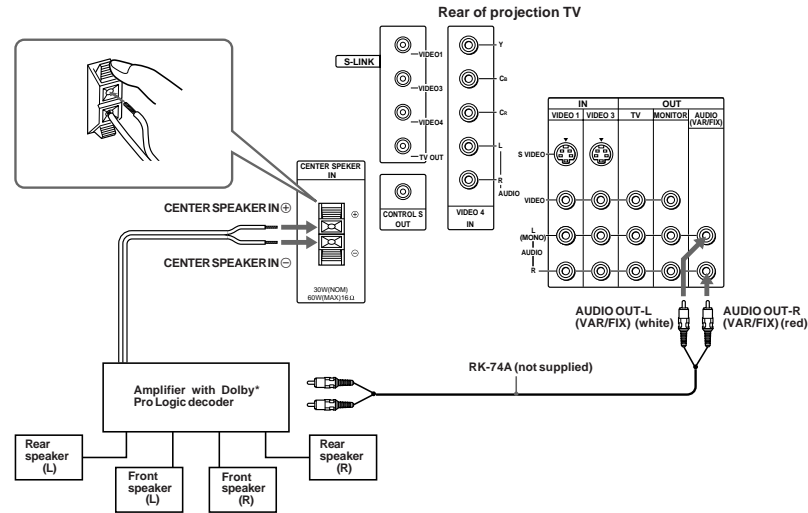 Rear of projection TV
S-LINK
VIDEO1
VIDEO3
VIDEO4
TV OUT
CONTROL S
OUT
Y
CB
CR
L
R
AUDIO
VIDEO 4
IN
IN
OUT
VIDEO 1
VIDEO 3
TV
MONITOR
AUDIO
(VAR/FIX)
S VIDEO
VIDEO
L
(MONO)
AUDIO
R
CENTER SPEKER
IN
CENTER SPEAKER IN⊕
⊕
CENTER SPEAKER IN⊖
⊖
30W(NOM)
60W(MAX)16Ω
AUDIO OUT-L
(VAR/FIX) (white)
AUDIO OUT-R
(VAR/FIX) (red)
RK-74A (not supplied)
Amplifier with Dolby*
Pro Logic decoder
Rear
speaker
(L)
Front
speaker
(L)
Front
speaker
(R)
Rear
speaker
(R)